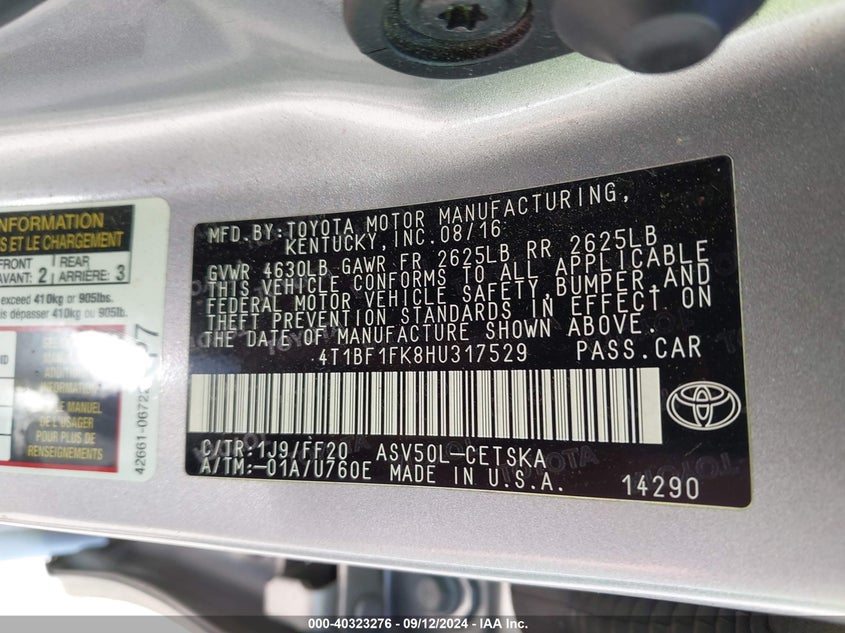 INFORMATION
S ET LE CHARGEMENT
FRONT
AVANT: 2
REAR
ARRIÈRE: 3
exceed 410kg or 905lbs.
dépasser 410kg ou 905lb.
LE MANUEL
DE L'USAGER
POUR PLUS DE
RENSEIGNEMENTS
MFD.BY:TOYOTA MOTOR MANUFACTURING,
KENTUCKY,INC.08/16
GVWR 4630LB GAWR FR 2625LB RR 2625LB
THIS VEHICLE CONFORMS TO ALL APPLICABLE
FEDERAL MOTOR VEHICLE SAFETY,BUMPER,AND
THEFT PREVENTION STANDARDS IN EFFECT ON
THE DATE OF MANUFACTURE SHOWN ABOVE.
4T1BF1FK8HU317529 PASS.CAR
C/TR:1J9/FF20 ASV50L-CETSKA
A/TM:-01A/U760E MADE IN U.S.A. 14290
000-40323276 - 09/12/2024 - IAA Inc.